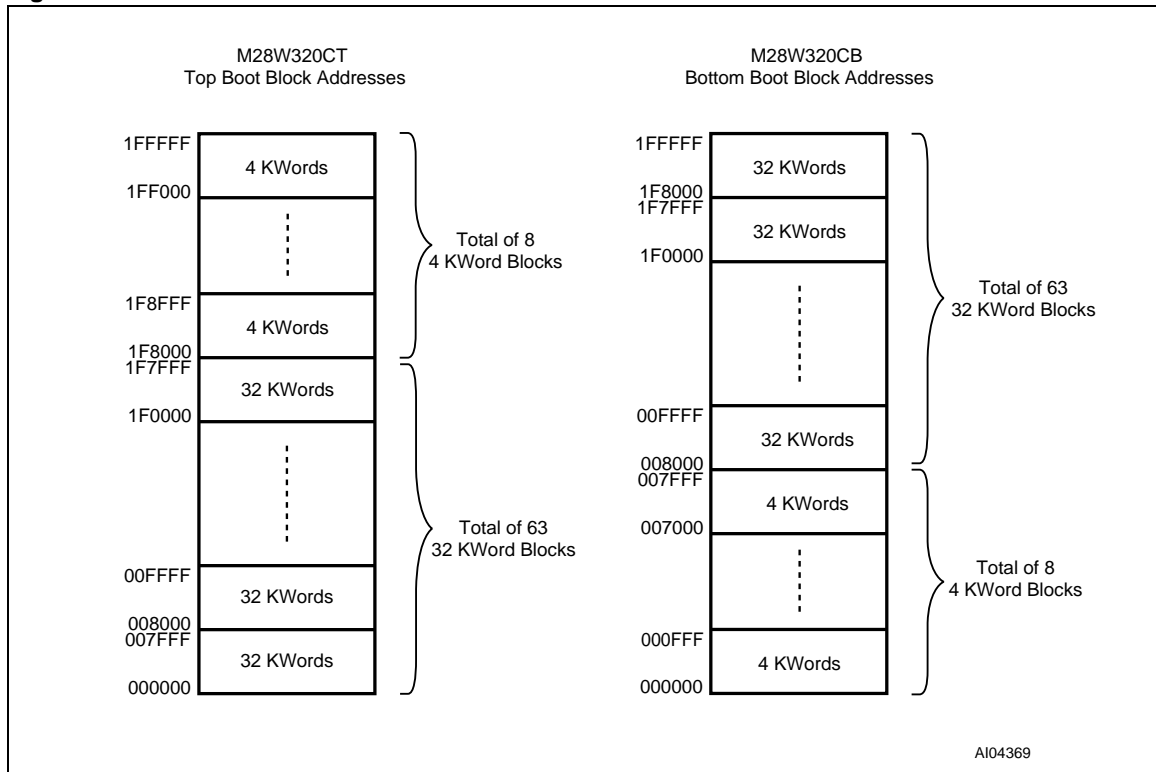 M28W320CT
Top Boot Block Addresses
1FFFFF
4 KWords
1FF000
Total of 8
4 KWord Blocks
1F8FFF
4 KWords
1F8000
1F7FFF
32 KWords
1F0000
Total of 63
32 KWord Blocks
00FFFF
32 KWords
008000
007FFF
32 KWords
000000
M28W320CB
Bottom Boot Block Addresses
1FFFFF
32 KWords
1F8000
1F7FFF
32 KWords
1F0000
Total of 63
32 KWord Blocks
00FFFF
32 KWords
008000
007FFF
4 KWords
007000
Total of 8
4 KWord Blocks
000FFF
4 KWords
000000
AI04369